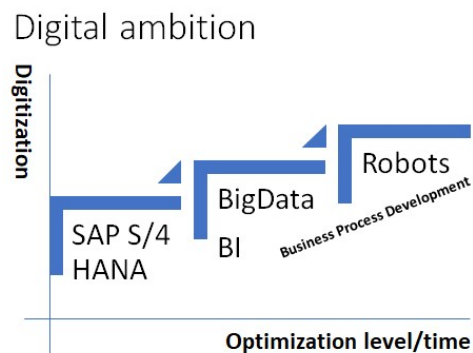 Digital ambition
Digitization
SAP S/4
HANA
BigData
BI
Robots
Business Process Development
Optimization level/time